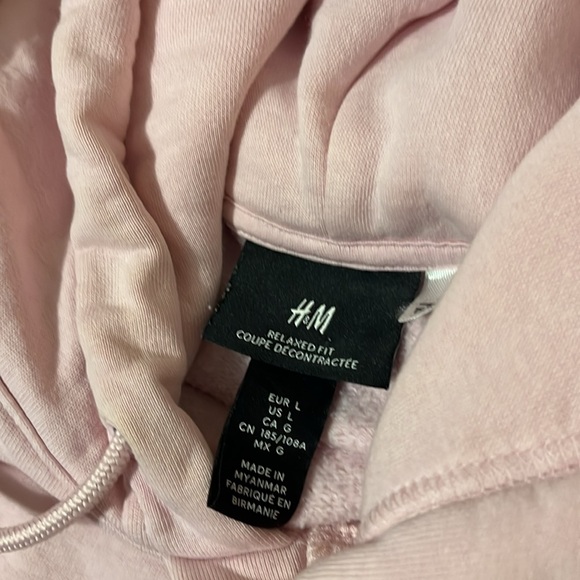 H&M
RELAXED FIT
COUPE DÉCONTRACTÉE
EUR L
US L
CA G
CN 185/108A
MX G
MADE IN
MYANMAR
FABRIQUÉ EN
BIRMANIE